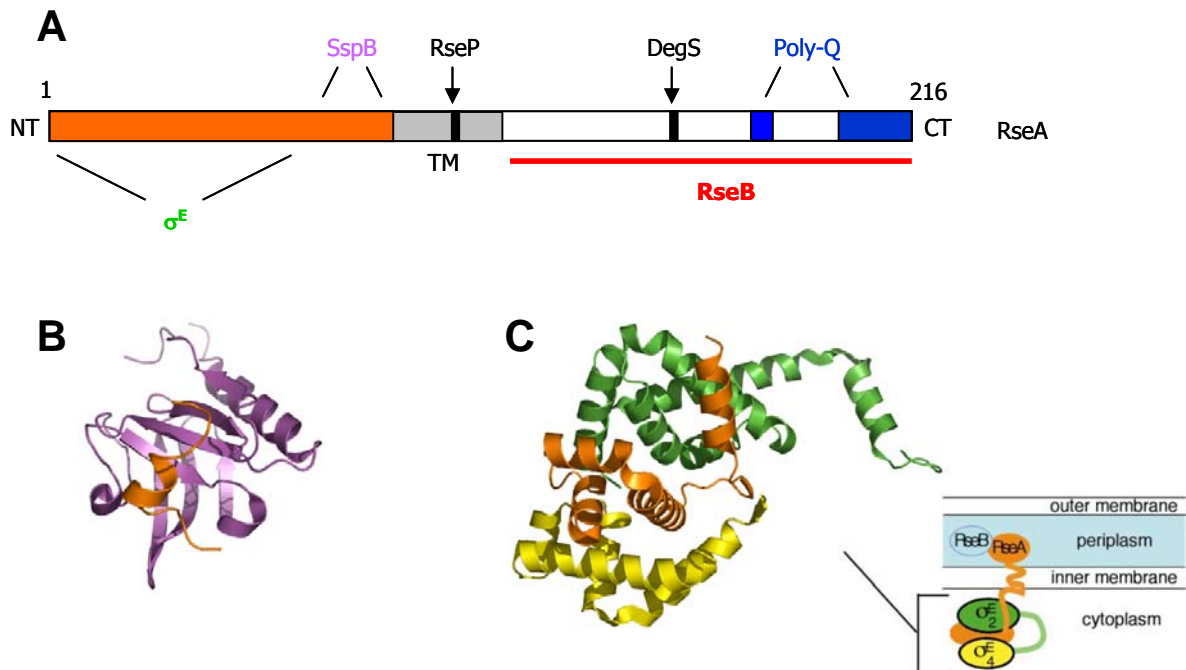 A
SspB RseP DegS Poly-Q
1 216
NT CT RseA
TM
RseB
σE
B C
outer membrane
RseB RseA periplasm
inner membrane
σE2 cytoplasm
σE4